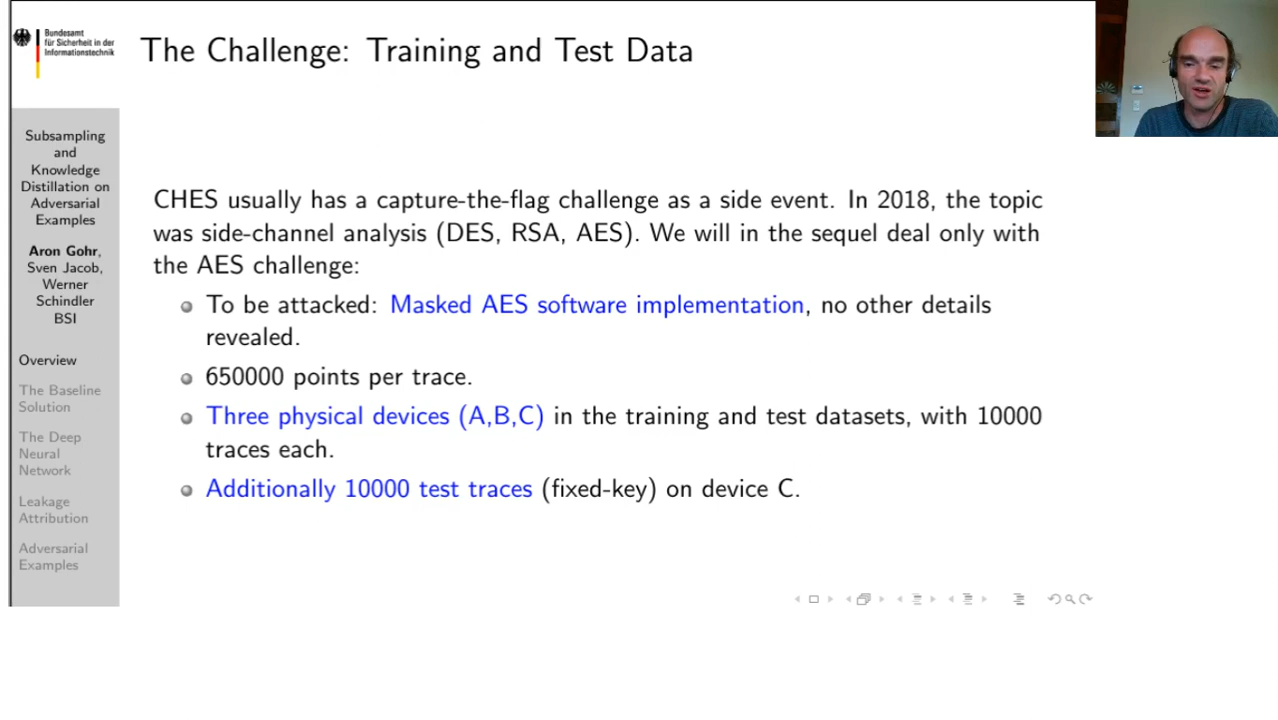 Bundesamt
für Sicherheit in der
Informationstechnik
The Challenge: Training and Test Data
Subsampling
and
Knowledge
Distillation on
Adversarial
Examples
Aron Gohr,
Sven Jacob,
Werner
Schindler
BSI
Overview
The Baseline
Solution
The Deep
Neural
Network
Leakage
Attribution
Adversarial
Examples
CHES usually has a capture-the-flag challenge as a side event. In 2018, the topic
was side-channel analysis (DES, RSA, AES). We will in the sequel deal only with
the AES challenge:
To be attacked: Masked AES software implementation, no other details
revealed.
650000 points per trace.
Three physical devices (A,B,C) in the training and test datasets, with 10000
traces each.
Additionally 10000 test traces (fixed-key) on device C.